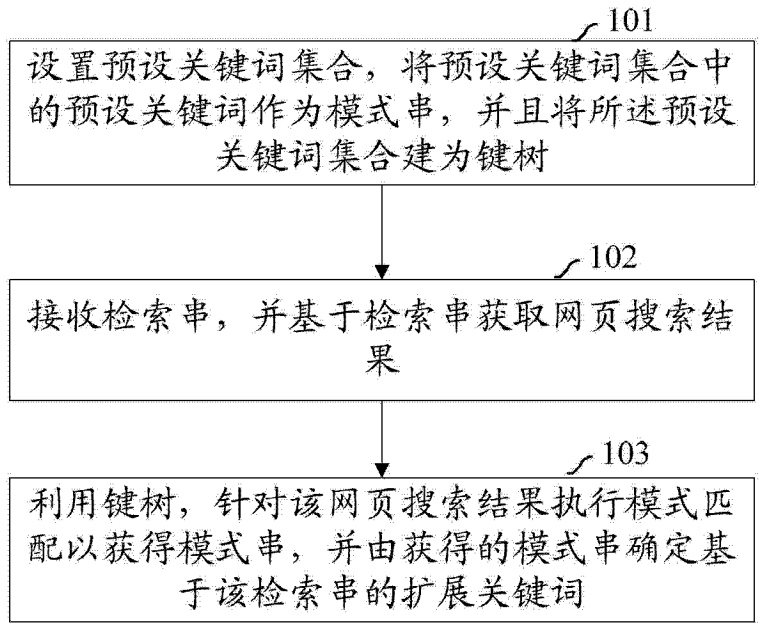 101
设置预设关键词集合，将预设关键词集合中
的预设关键词作为模式串，并且将所述预设
关键词集合建为键树
102
接收检索串，并基于检索串获取网页搜索结
果
103
利用键树，针对该网页搜索结果执行模式匹
配以获得模式串，并由获得的模式串确定基
于该检索串的扩展关键词